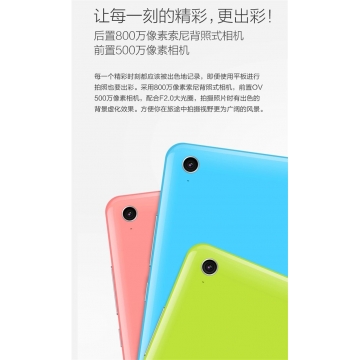 让每一刻的精彩,更出彩!
后置800万像素索尼背照式相机
前置500万像素相机
每一个精彩时刻都应该被出色地记录，即便使用平板进行
拍照也要出彩。采用800万像素索尼背照式相机，前置OV
500万像素相机，配合F2.0大光圈，拍摄照片时有出色的
背景虚化效果。方便你在旅途中拍摄视野更为广阔的风景。